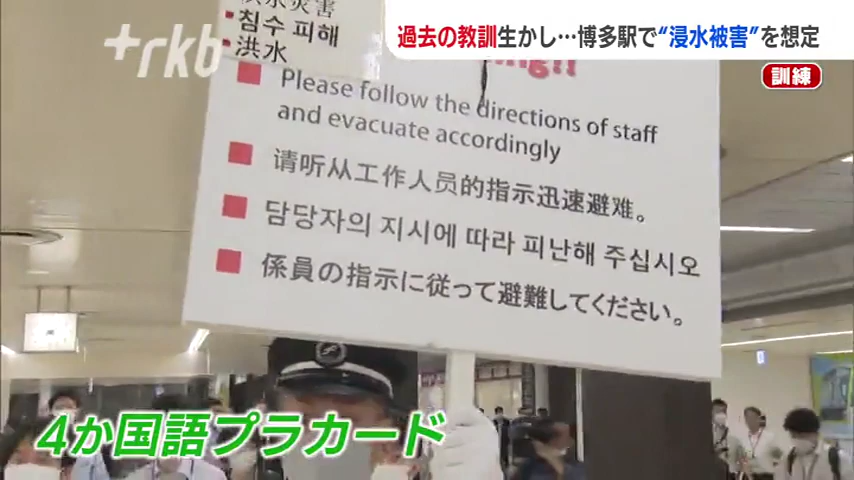 過去の教訓生かし…博多駅で“浸水被害”を想定
訓練
rkb
침수 피해
洪水
Please follow the directions of staff
and evacuate accordingly
请听从工作人员的指示迅速避难。
담당자의 지시에 따라 피난해 주십시오
係員の指示に従って避難してください。
4か国語プラカード